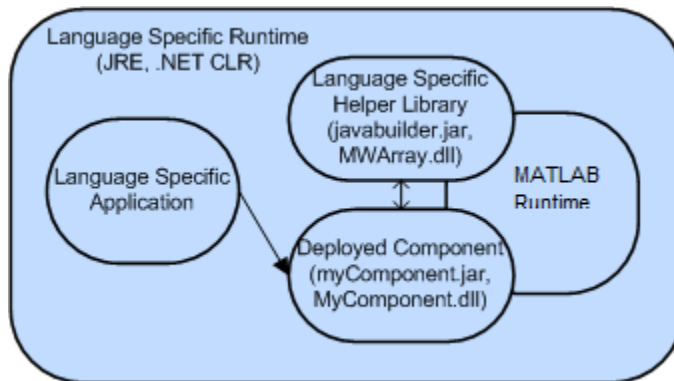 Language Specific Runtime
(JRE, .NET CLR)
Language Specific
Helper Library
(javabuilder.jar,
MWArray.dll)
Language Specific
Application
MATLAB
Runtime
Deployed Component
(myComponent.jar,
MyComponent.dll)